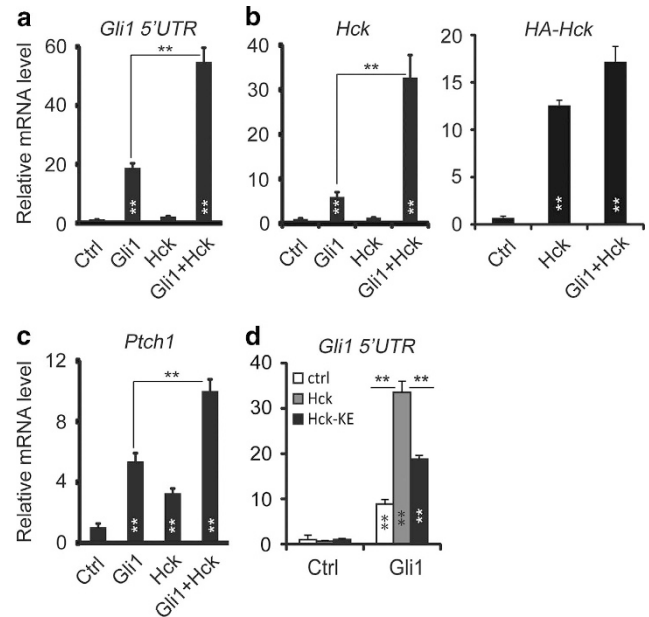 a
Gli1 5'UTR
Relative mRNA level
60
40
20
0
**
**
**
Ctrl
Gli1
Hck
Gli1+Hck
b
Hck
40
30
20
10
0
**
**
**
Ctrl
Gli1
Hck
Gli1+Hck
HA-Hck
20
15
10
5
0
**
**
Ctrl
Hck
Gli1+Hck
c
Ptch1
Relative mRNA level
12
8
4
0
**
**
**
**
Ctrl
Gli1
Hck
Gli1+Hck
d
Gli1 5'UTR
ctrl
Hck
Hck-KE
40
30
20
10
0
** **
**
**
**
Ctrl
Gli1